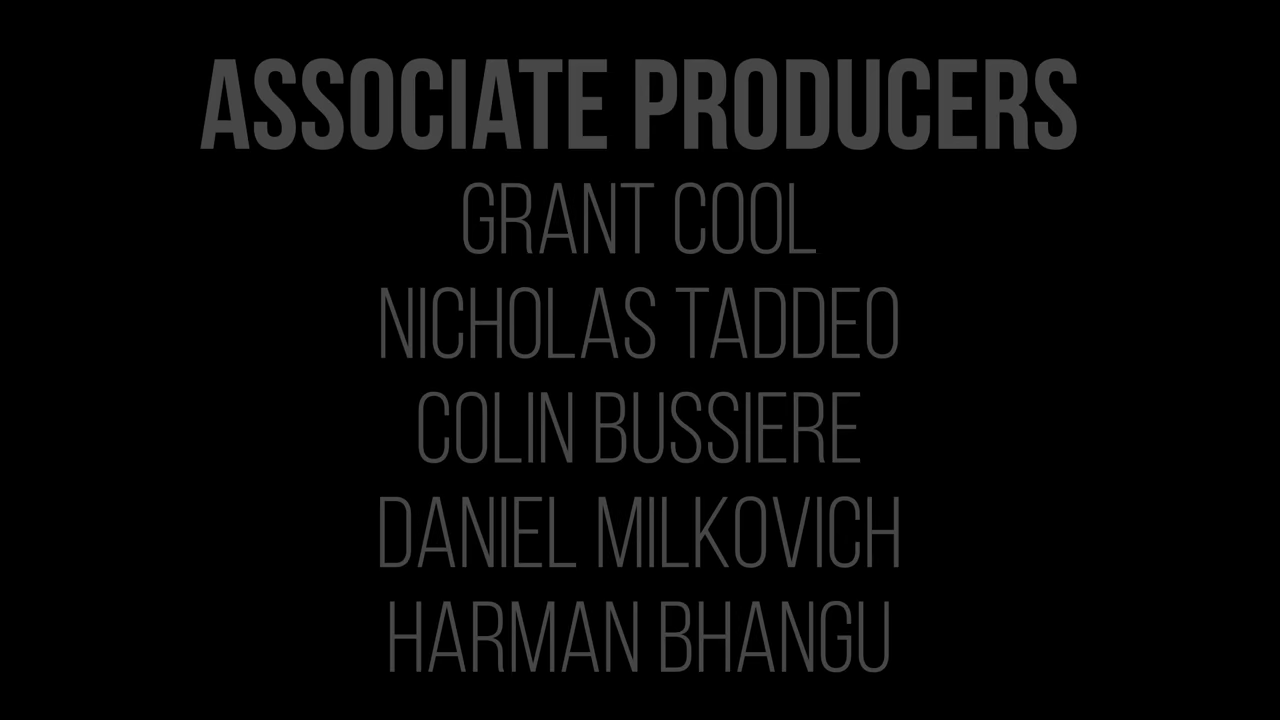 ASSOCIATE PRODUCERS
GRANT COOL
NICHOLAS TADDEO
COLIN BUSSIERE
DANIEL MILKOVICH
HARMAN BHANGU